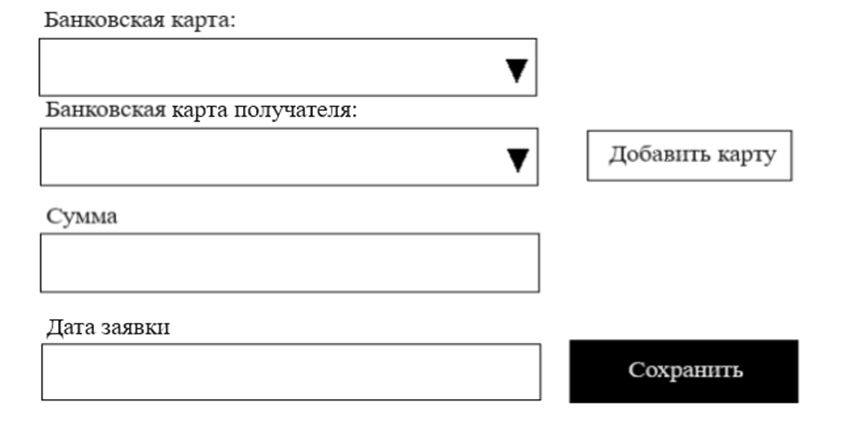 Банковская карта:
Банковская карта получателя:
Добавить карту
Сумма
Дата заявки
Сохранить